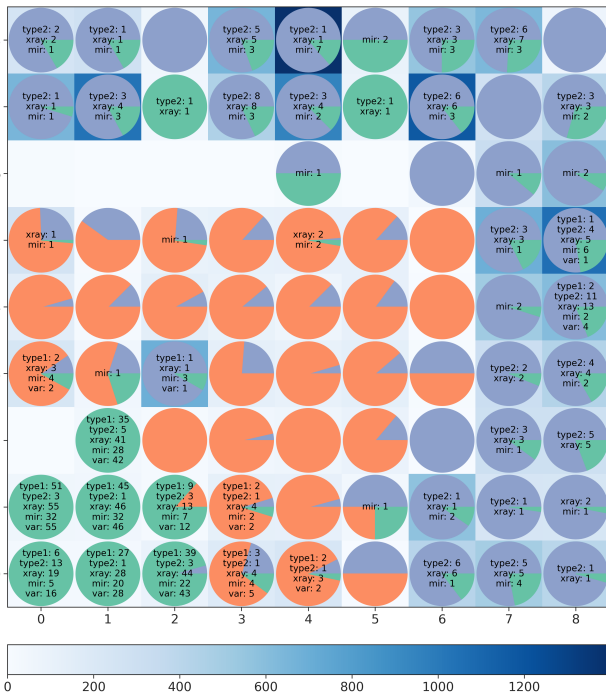 type2: 2
xray: 2
mir: 1
type2: 1
xray: 1
mir: 1
type2: 5
xray: 5
mir: 3
type2: 1
xray: 1
mir: 7
mir: 2
type2: 3
xray: 3
mir: 3
type2: 6
xray: 7
mir: 3
type2: 1
xray: 1
mir: 1
type2: 3
xray: 4
mir: 3
type2: 1
xray: 1
type2: 8
xray: 8
mir: 3
type2: 3
xray: 4
mir: 2
type2: 1
xray: 1
type2: 6
xray: 6
mir: 3
type2: 3
xray: 3
mir: 2
mir: 1
mir: 1
mir: 2
xray: 1
mir: 1
mir: 1
xray: 2
mir: 2
type2: 3
xray: 3
mir: 1
type1: 1
type2: 4
xray: 5
mir: 6
var: 1
mir: 2
type1: 2
type2: 11
xray: 13
mir: 2
var: 4
type1: 2
xray: 3
mir: 4
var: 2
mir: 1
type1: 1
xray: 1
mir: 3
var: 1
type2: 2
xray: 2
type2: 4
xray: 4
mir: 2
type1: 35
type2: 5
xray: 41
mir: 28
var: 42
type2: 3
xray: 3
mir: 1
type2: 5
xray: 5
type1: 51
type2: 3
xray: 55
mir: 32
var: 55
type1: 45
type2: 1
xray: 46
mir: 32
var: 46
type1: 9
type2: 3
xray: 13
mir: 7
var: 12
type1: 2
type2: 1
xray: 4
mir: 2
var: 2
mir: 1
type2: 1
xray: 1
mir: 2
type2: 1
xray: 1
xray: 2
mir: 1
type1: 6
type2: 13
xray: 19
mir: 5
var: 16
type1: 27
type2: 1
xray: 28
mir: 20
var: 28
type1: 39
type2: 3
xray: 44
mir: 22
var: 43
type1: 3
type2: 1
xray: 4
mir: 4
var: 5
type1: 2
type2: 1
xray: 3
var: 2
type2: 6
xray: 6
mir: 1
type2: 5
xray: 5
mir: 4
type2: 1
xray: 1
0 1 2 3 4 5 6 7 8
0 200 400 600 800 1000 1200